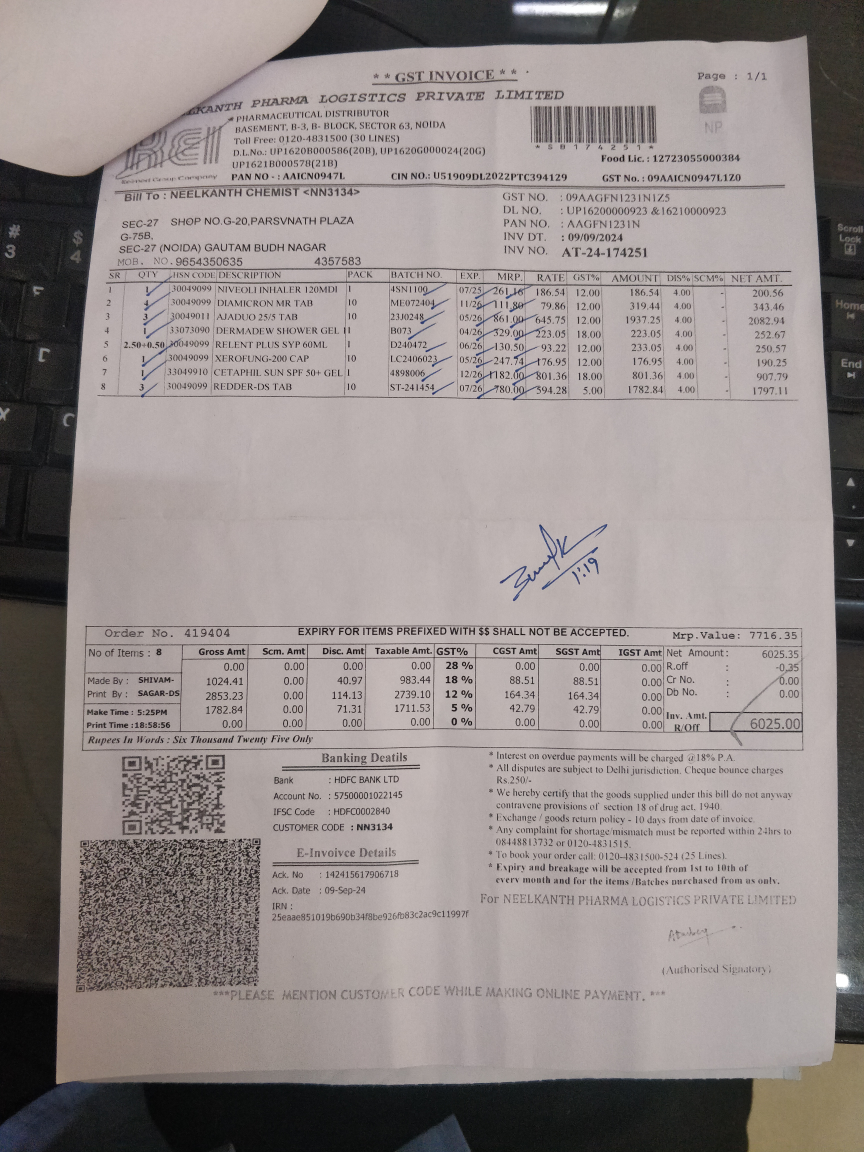 ** GST INVOICE **
Page : 1/1
PHARMA LOGISTICS PRIVATE LIMITED
PHARMACEUTICAL DISTRIBUTOR
BASEMENT, B-3, B- BLOCK, SECTOR 63, NOIDA
Toll Free: 0120-4831500 (30 LINES)
D.L.No.: UP1620B000586(20B), UP1620G000024(20G)
UP1621B000578(21B)
PAN NO - : AAICN0947L CIN NO.: U51909DL2022PTC394129 GST No. : 09AAICN0947L1Z0
*58174251*
NP
Food Lic. : 12723055000384
Bill To : NEELKANTH CHEMIST <NN3134>
SEC-27 SHOP NO.G-20,PARSVNATH PLAZA
G-75B,
SEC-27 (NOIDA) GAUTAM BUDH NAGAR
MOB. NO. 9654350635 4357583
GST NO. : 09AAGFN1231N1Z5
DL NO. : UP16200000923 &16210000923
PAN NO. : AAGFN1231N
INV DT. : 09/09/2024
INV NO. AT-24-174251
SR QTY HSN CODE DESCRIPTION PACK BATCH NO. EXP. MRP. RATE GST% AMOUNT DIS% SCM% NET AMT.
1 1 30049099 NIVEOLI INHALER 120MDI 1 4SN1100 07/25 261.16 186.54 12.00 186.54 4.00 - 200.56
2 4 30049099 DIAMICRON MR TAB 10 ME072404 11/26 111.80 79.86 12.00 319.44 4.00 - 343.46
3 3 30049011 AJADUO 25/5 TAB 10 23J0248 05/26 861.00 645.75 12.00 1937.25 4.00 - 2082.94
4 1 33073090 DERMADEW SHOWER GEL 1 B073 04/26 329.00 223.05 18.00 223.05 4.00 - 252.67
5 2.50+0.50 30049099 RELENT PLUS SYP 60ML 1 D240472 06/26 130.50 93.22 12.00 233.05 4.00 - 250.57
6 1 30049099 XEROFUNG-200 CAP 10 LC2406023 05/26 247.74 176.95 12.00 176.95 4.00 - 190.25
7 1 33049910 CETAPHIL SUN SPF 50+ GEL 1 4898006 12/26 1182.00 801.36 18.00 801.36 4.00 - 907.79
8 3 30049099 REDDER-DS TAB 10 ST-241454 07/26 780.00 594.28 5.00 1782.84 4.00 - 1797.11
1:19
Order No. 419404 EXPIRY FOR ITEMS PREFIXED WITH $$ SHALL NOT BE ACCEPTED. Mrp.Value: 7716.35
No of Items : 8 Gross Amt Scm. Amt Disc. Amt Taxable Amt. GST% CGST Amt SGST Amt IGST Amt Net Amount: 6025.35
0.00 0.00 0.00 0.00 28 % 0.00 0.00 0.00 R.off : -0.35
Made By : SHIVAM- 1024.41 0.00 40.97 983.44 18 % 88.51 88.51 0.00 Cr No. : 0.00
Print By : SAGAR-DS 2853.23 0.00 114.13 2739.10 12 % 164.34 164.34 0.00 Db No. : 0.00
Make Time : 5:25PM 1782.84 0.00 71.31 1711.53 5 % 42.79 42.79 0.00
Print Time :18:58:56 0.00 0.00 0.00 0.00 0 % 0.00 0.00 0.00 Inv. Amt. R/Off 6025.00
Rupees In Words : Six Thousand Twenty Five Only
Banking Deatils
Bank : HDFC BANK LTD
Account No. : 57500001022145
IFSC Code : HDFC0002840
CUSTOMER CODE : NN3134
E-Invoivce Details
Ack. No : 142415617906718
Ack. Date : 09-Sep-24
IRN :
25eaae851019b690b34f8be926fb83c2ac9c11997f
* Interest on overdue payments will be charged @18% P.A.
* All disputes are subject to Delhi jurisdiction. Cheque bounce charges
Rs.250/-
* We hereby certify that the goods supplied under this bill do not anyway
contravene provisions of section 18 of drug act. 1940.
* Exchange / goods return policy - 10 days from date of invoice.
* Any complaint for shortage/mismatch must be reported within 24hrs to
08448813732 or 0120-4831515.
* To book your order call: 0120-4831500-524 (25 Lines).
* Expiry and breakage will be accepted from 1st to 10th of
every month and for the items /Batches purchased from us only.
For NEELKANTH PHARMA LOGISTICS PRIVATE LIMITED
(Authorised Signatory)
***PLEASE MENTION CUSTOMER CODE WHILE MAKING ONLINE PAYMENT. ***